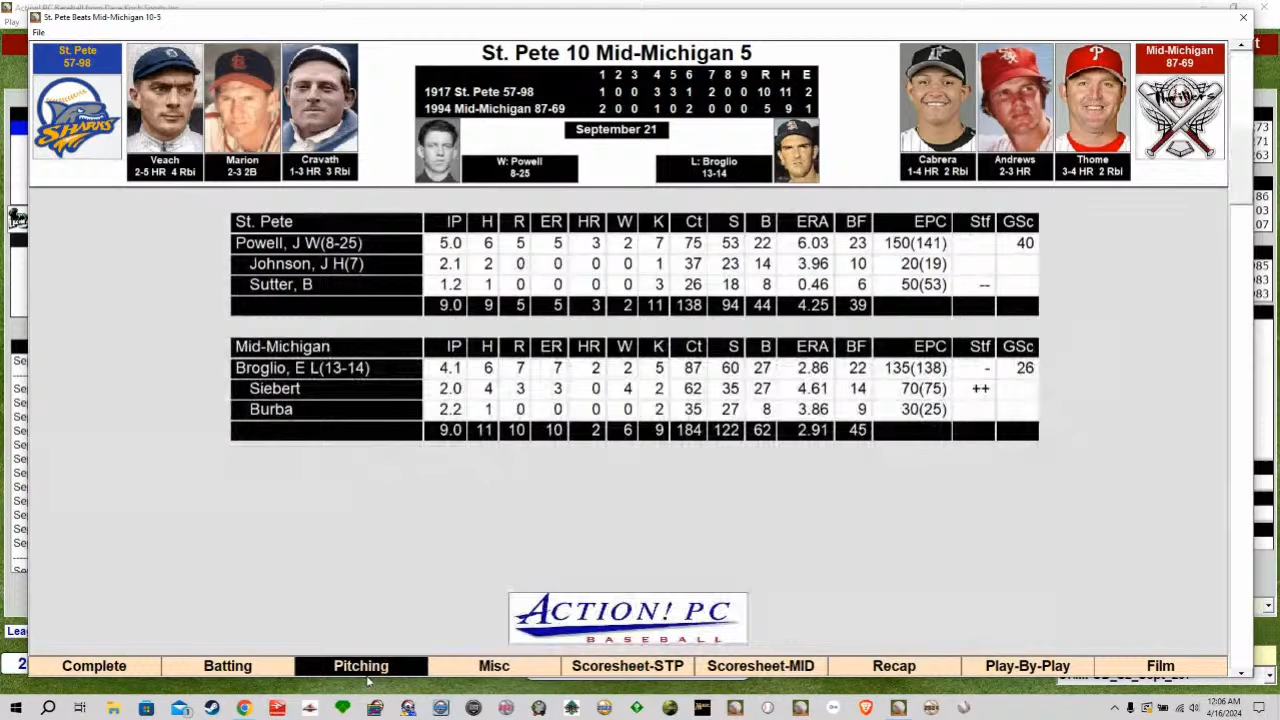 St. Pete Beats Mid-Michigan 10-5
File
St. Pete 10 Mid-Michigan 5
St. Pete
57-98
SHARKS
Veach
2-5 HR 4 Rbi
Marion
2-3 2B
Cravath
1-3 HR 3 Rbi
1 2 3 4 5 6 7 8 9 R H E
1917 St. Pete 57-98 1 0 0 3 3 1 2 0 0 10 11 2
1994 Mid-Michigan 87-69 2 0 0 1 0 2 0 0 0 5 9 1
September 21
W: Powell
8-25
L: Broglio
13-14
Cabrera
1-4 HR 2 Rbi
Andrews
2-3 HR
Thome
3-4 HR 2 Rbi
Mid-Michigan
87-69
St. Pete IP H R ER HR W K Ct S B ERA BF EPC Stf GSc
Powell, J W(8-25) 5.0 6 5 5 3 2 7 75 53 22 6.03 23 150(141) 40
Johnson, J H(7) 2.1 2 0 0 0 0 1 37 23 14 3.96 10 20(19)
Sutter, B 1.2 1 0 0 0 0 3 26 18 8 0.46 6 50(53) --
9.0 9 5 5 3 2 11 138 94 44 4.25 39
Mid-Michigan IP H R ER HR W K Ct S B ERA BF EPC Stf GSc
Broglio, E L(13-14) 4.1 6 7 7 2 2 5 87 60 27 2.86 22 135(138) - 26
Siebert 2.0 4 3 3 0 4 2 62 35 27 4.61 14 70(75) ++
Burba 2.2 1 0 0 0 0 2 35 27 8 3.86 9 30(25)
9.0 11 10 10 2 6 9 184 122 62 2.91 45
ACTION! PC
BASEBALL
Complete Batting Pitching Misc Scoresheet-STP Scoresheet-MID Recap Play-By-Play Film
12:06 AM
4/16/2024